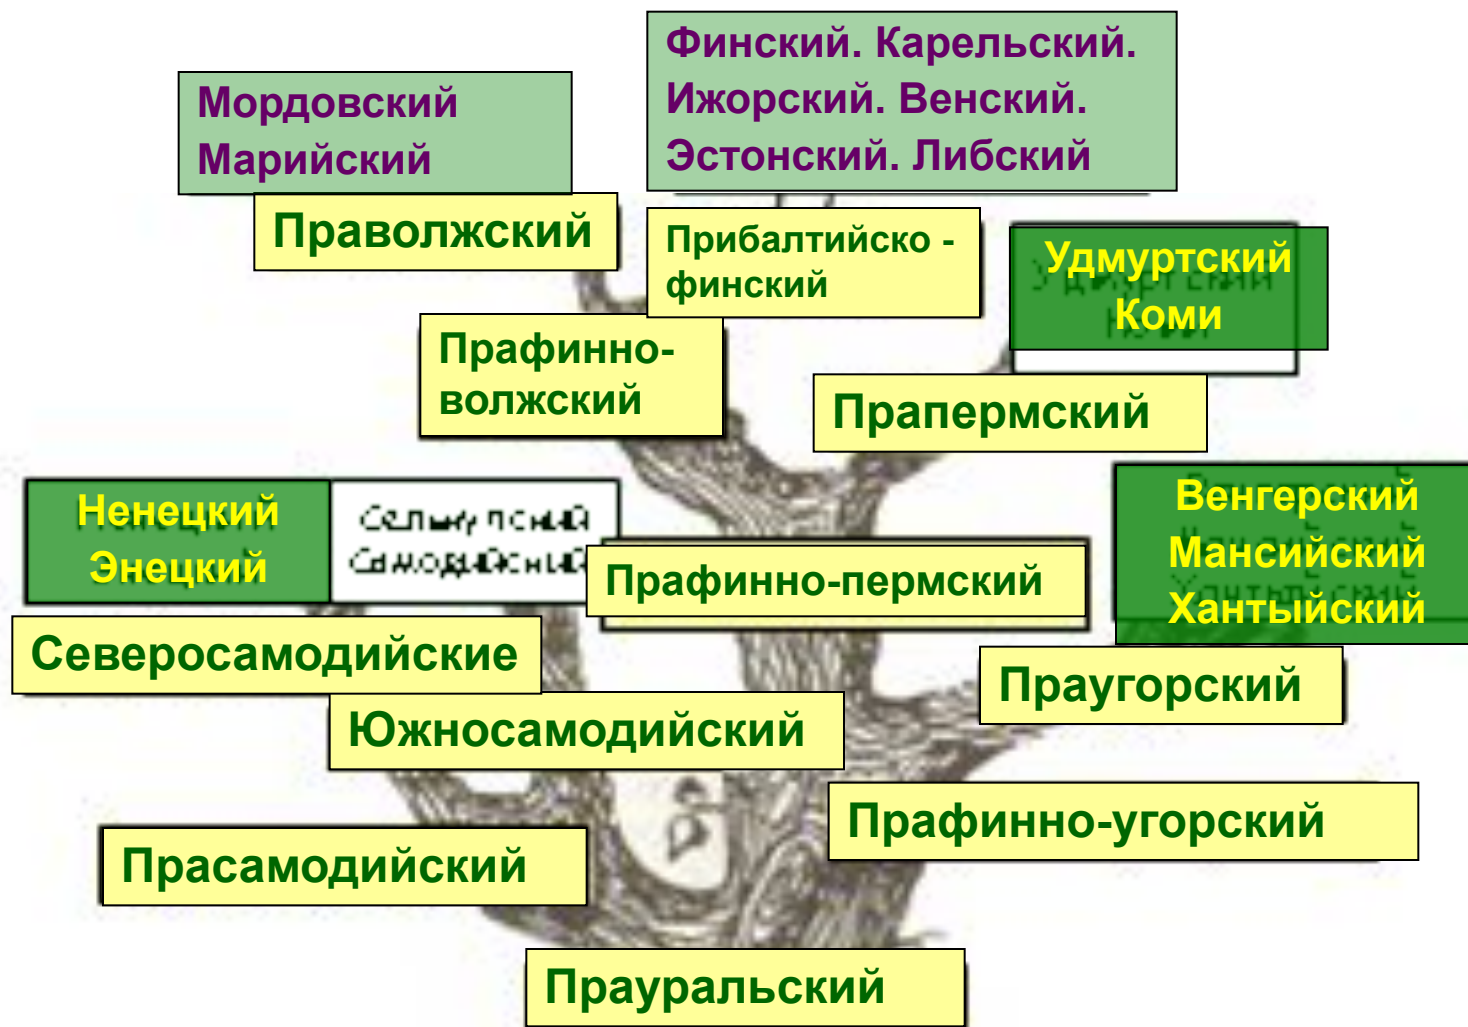 Финский. Карельский.
Ижорский. Венский.
Эстонский. Либский
Мордовский
Марийский
Праволжский
Прибалтийско -
финский
Удмуртский
Коми
Прафинно-
волжский
Прапермский
Ненецкий
Энецкий
Венгерский
Мансийский
Хантыйский
Прафинно-пермский
Северосамодийские
Праугорский
Южносамодийский
Прафинно-угорский
Прасамодийский
Прауральский